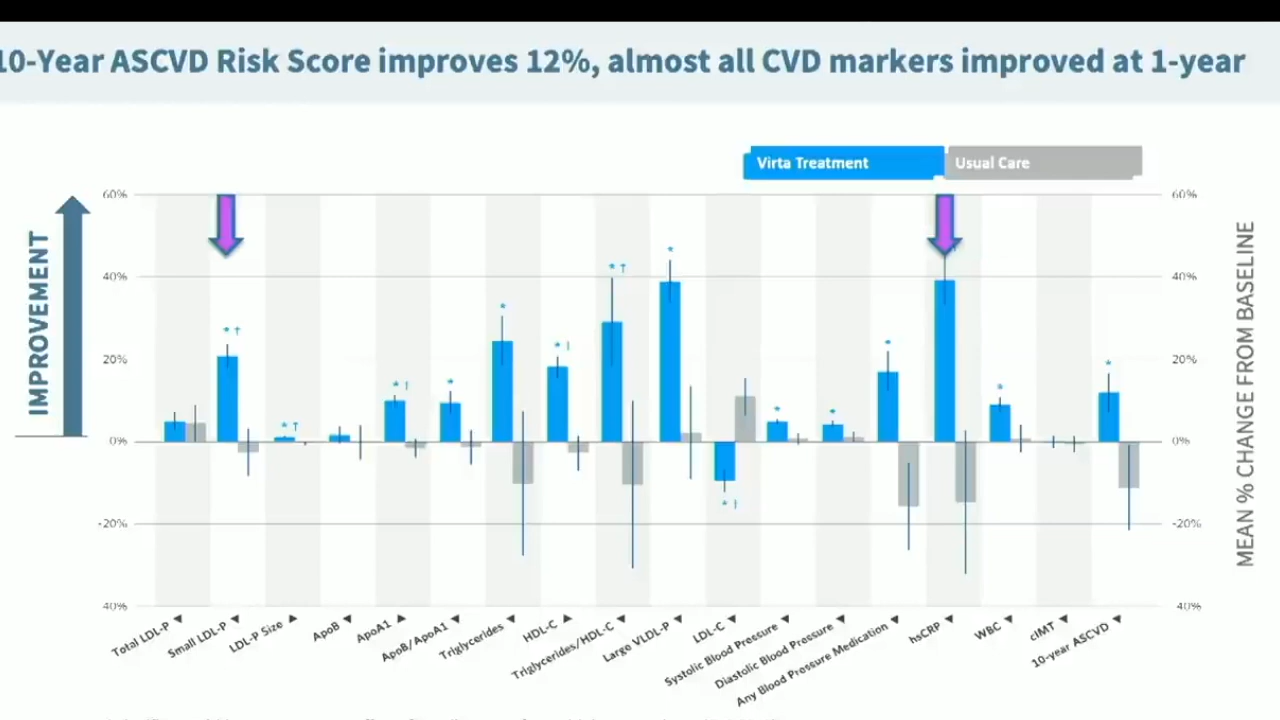 10-Year ASCVD Risk Score improves 12%, almost all CVD markers improved at 1-year
Virta Treatment
Usual Care
IMPROVEMENT
60%
40%
20%
0%
-20%
40%
60%
40%
20%
0%
-20%
40%
MEAN % CHANGE FROM BASELINE
* †
* †
* †
*
*
* †
* †
*
* †
*
*
*
*
*
Total LDL-P ▼
Small LDL-P ▼
LDL-P Size ▲
ApoB ▼
ApoA1 ▲
ApoB/ApoA1 ▼
Triglycerides ▼
HDL-C ▲
Triglycerides/HDL-C ▼
Large VLDL-P ▼
LDL-C ▼
Systolic Blood Pressure ▼
Diastolic Blood Pressure ▼
Any Blood Pressure Medication ▼
hsCRP ▼
WBC ▼
cIMT ▼
10-year ASCVD ▼